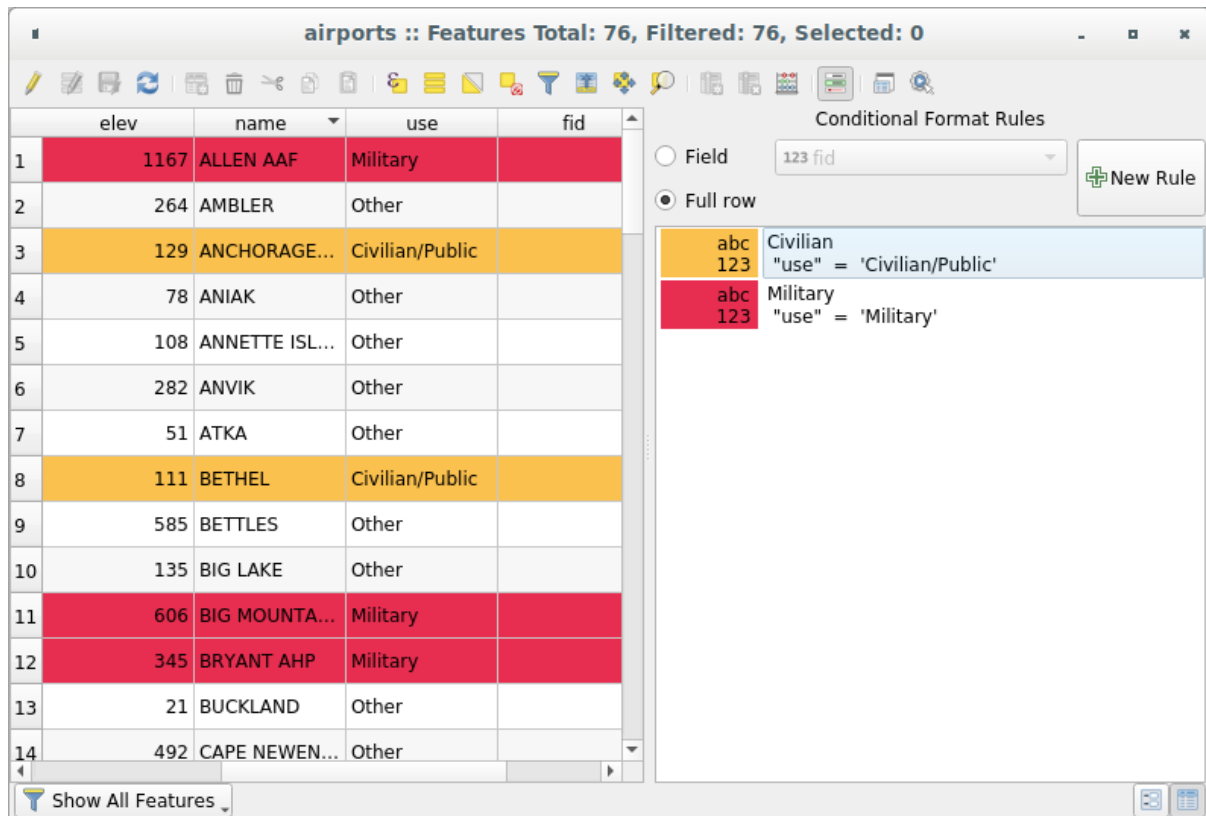 airports :: Features Total: 76, Filtered: 76, Selected: 0
elev name use fid
1 1167 ALLEN AAF Military
2 264 AMBLER Other
3 129 ANCHORAGE... Civilian/Public
4 78 ANIAK Other
5 108 ANNETTE ISL... Other
6 282 ANVIK Other
7 51 ATKA Other
8 111 BETHEL Civilian/Public
9 585 BETTLES Other
10 135 BIG LAKE Other
11 606 BIG MOUNTA... Military
12 345 BRYANT AHP Military
13 21 BUCKLAND Other
14 492 CAPE NEWEN... Other
Show All Features
Conditional Format Rules
Field 123 fid
Full row
New Rule
abc Civilian
123 "use" = 'Civilian/Public'
abc Military
123 "use" = 'Military'